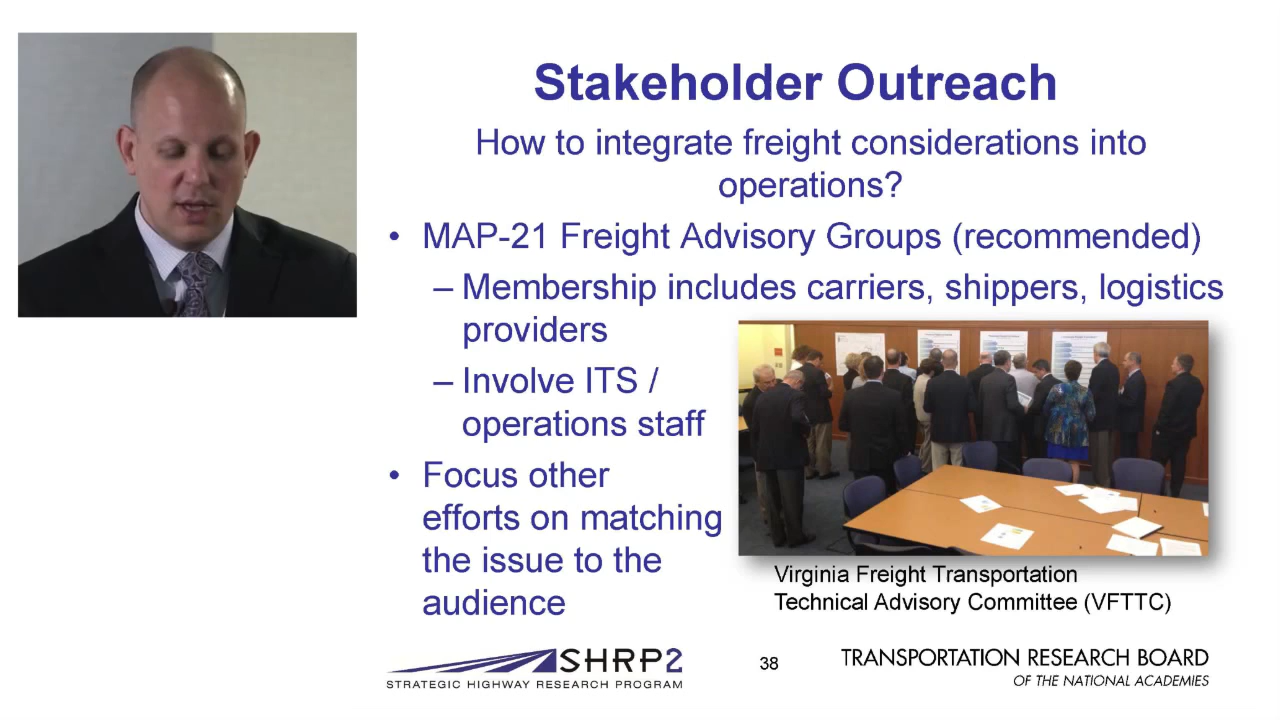 Stakeholder Outreach
How to integrate freight considerations into
operations?
• MAP-21 Freight Advisory Groups (recommended)
– Membership includes carriers, shippers, logistics
providers
– Involve ITS /
operations staff
• Focus other
efforts on matching
the issue to the
audience
Virginia Freight Transportation
Technical Advisory Committee (VFTTC)
SHRP2
STRATEGIC HIGHWAY RESEARCH PROGRAM
38
TRANSPORTATION RESEARCH BOARD
OF THE NATIONAL ACADEMIES